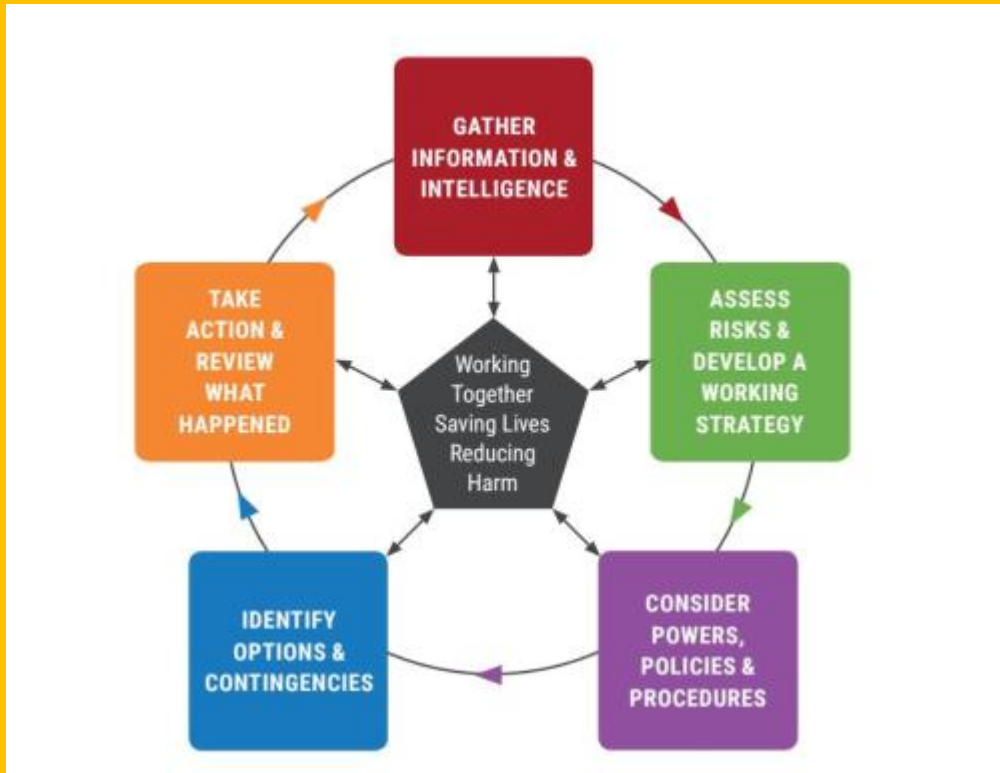 GATHER
INFORMATION &
INTELLIGENCE
ASSESS
RISKS &
DEVELOP A
WORKING
STRATEGY
CONSIDER
POWERS,
POLICIES &
PROCEDURES
IDENTIFY
OPTIONS &
CONTINGENCIES
TAKE
ACTION &
REVIEW
WHAT
HAPPENED
Working
Together
Saving Lives
Reducing
Harm